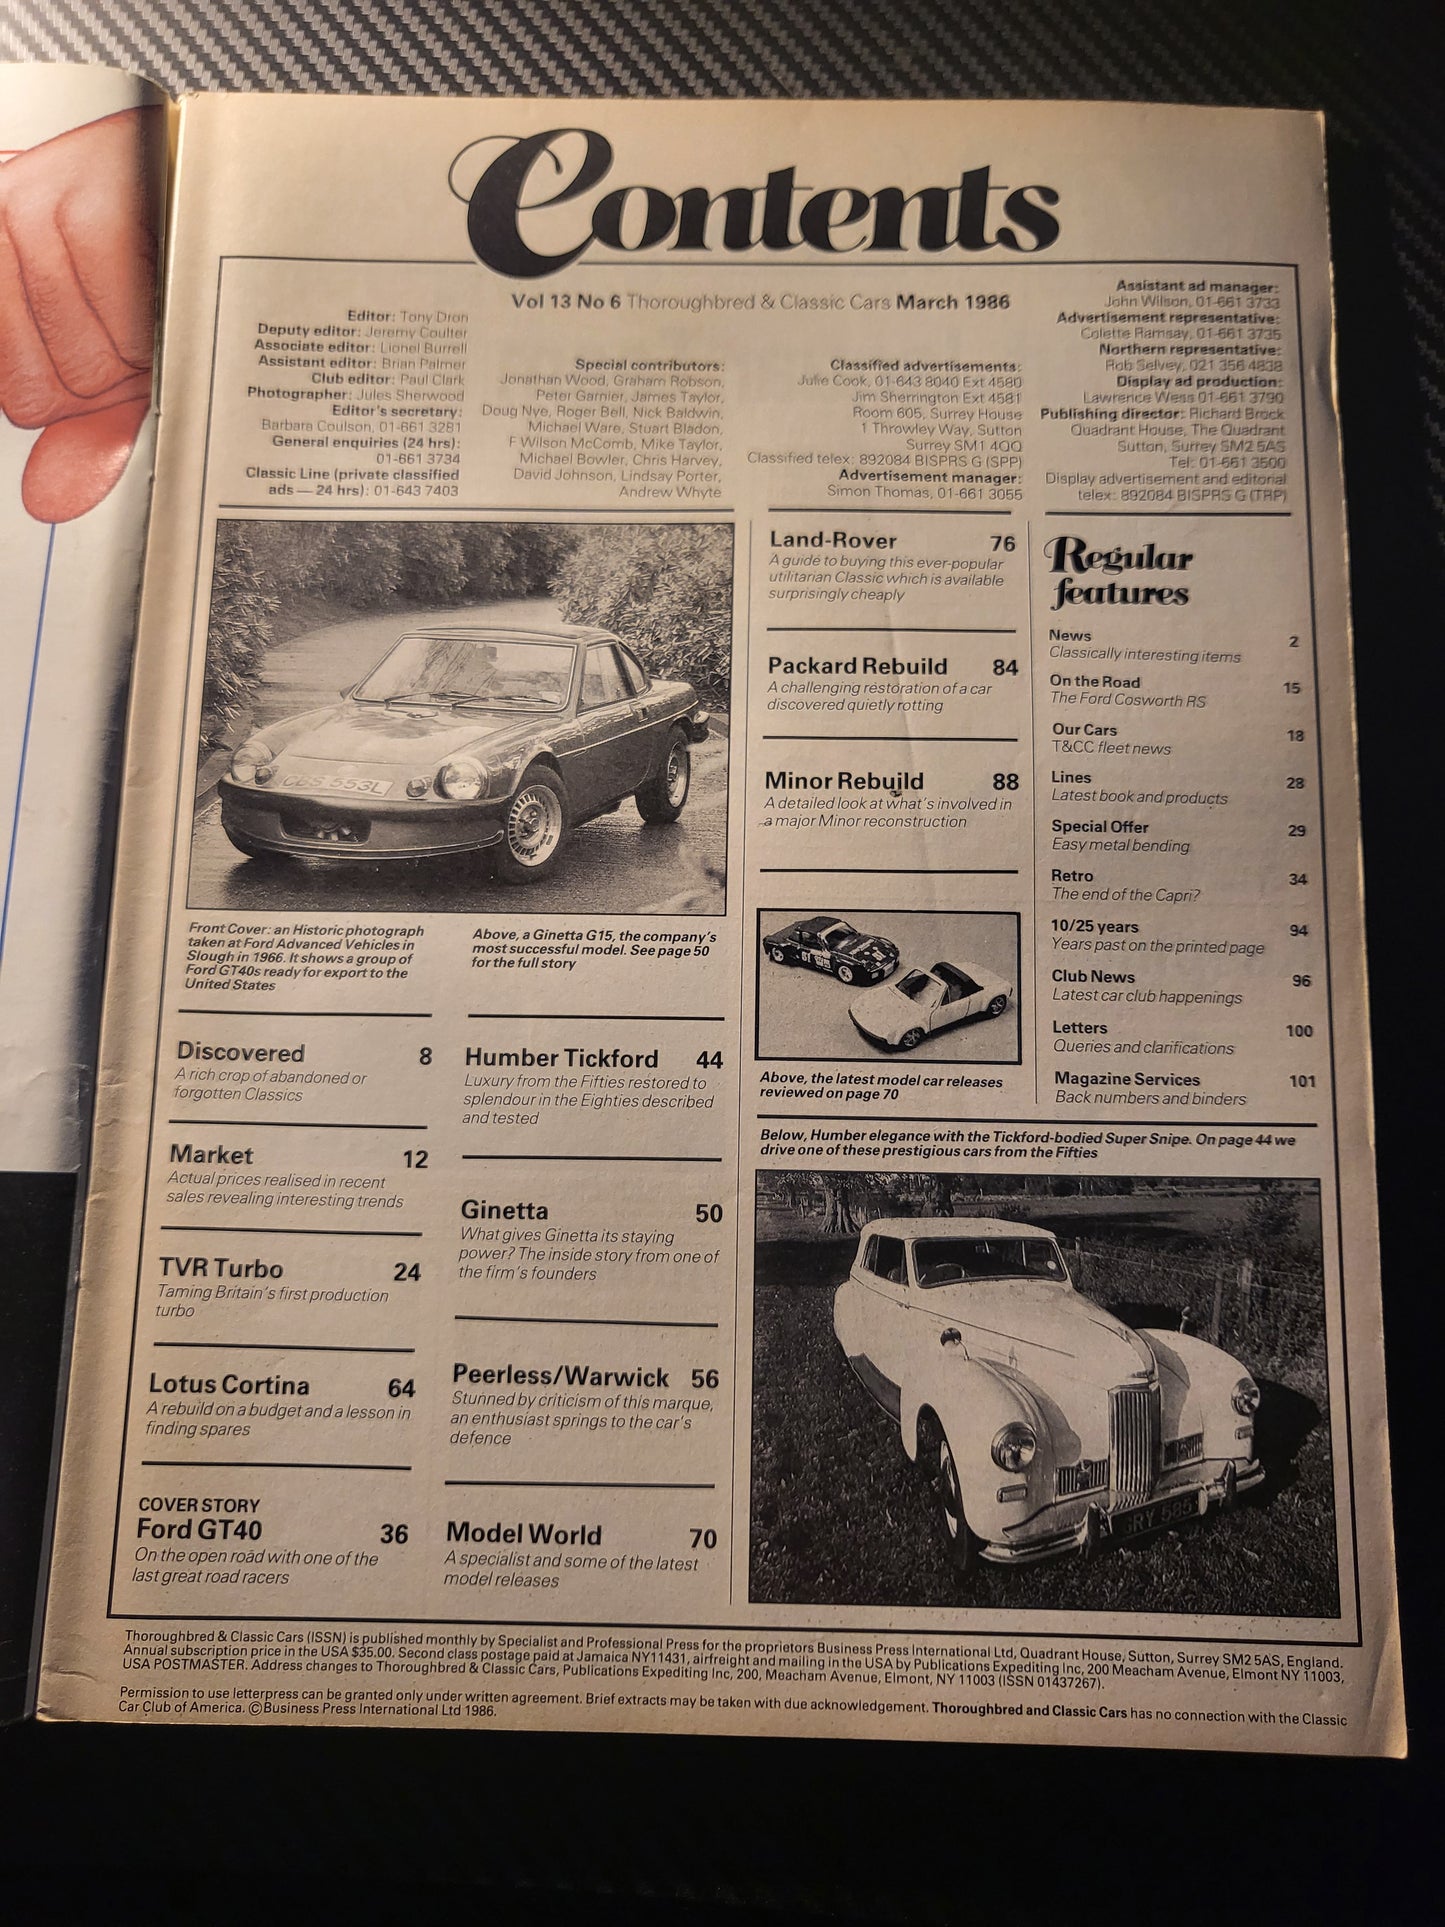 Contents
Vol 13 No 6 Thoroughbred & Classic Cars March 1986
Editor: Tony Dron
Deputy editor: Jeremy Coulter
Associate editor: Lionel Burrell
Assistant editor: Brian Palmer
Club editor: Paul Clark
Photographer: Jules Sherwood
Editor's secretary:
Barbara Coulson, 01-661 3281
General enquiries (24 hrs):
01-661 3734
Classic Line (private classified
ads — 24 hrs): 01-643 7403
Special contributors:
Jonathan Wood, Graham Robson,
Peter Garnier, James Taylor,
Doug Nye, Roger Bell, Nick Baldwin,
Michael Ware, Stuart Bladon,
F Wilson McComb, Mike Taylor,
Michael Bowler, Chris Harvey,
David Johnson, Lindsay Porter,
Andrew Whyte
Classified advertisements:
Julie Cook, 01-643 8040 Ext 4580
Jim Sherrington Ext 4581
Room 605, Surrey House
1 Throwley Way, Sutton
Surrey SM1 4QQ
Classified telex: 892084 BISPRS G (SPP)
Advertisement manager:
Simon Thomas, 01-661 3055
Assistant ad manager:
John Wilson, 01-661 3733
Advertisement representative:
Colette Ramsay, 01-661 3735
Northern representative:
Rob Selvey, 021 356 4838
Display ad production:
Lawrence Wess 01-661 3790
Publishing director: Richard Brock
Quadrant House, The Quadrant
Sutton, Surrey SM2 5AS
Tel: 01-661 3500
Display advertisement and editorial
telex: 892084 BISPRS G (TRP)
553L
Front Cover: an Historic photograph
taken at Ford Advanced Vehicles in
Slough in 1966. It shows a group of
Ford GT40s ready for export to the
United States
Above, a Ginetta G15, the company's
most successful model. See page 50
for the full story
Discovered 8
A rich crop of abandoned or
forgotten Classics
Market 12
Actual prices realised in recent
sales revealing interesting trends
TVR Turbo 24
Taming Britain's first production
turbo
Lotus Cortina 64
A rebuild on a budget and a lesson in
finding spares
COVER STORY
Ford GT40 36
On the open road with one of the
last great road racers
Humber Tickford 44
Luxury from the Fifties restored to
splendour in the Eighties described
and tested
Ginetta 50
What gives Ginetta its staying
power? The inside story from one of
the firm's founders
Peerless/Warwick 56
Stunned by criticism of this marque,
an enthusiast springs to the car's
defence
Model World 70
A specialist and some of the latest
model releases
Land-Rover 76
A guide to buying this ever-popular
utilitarian Classic which is available
surprisingly cheaply
Packard Rebuild 84
A challenging restoration of a car
discovered quietly rotting
Minor Rebuild 88
A detailed look at what's involved in
a major Minor reconstruction
Above, the latest model car releases
reviewed on page 70
Regular
features
News 2
Classically interesting items
On the Road 15
The Ford Cosworth RS
Our Cars 18
T&CC fleet news
Lines 28
Latest book and products
Special Offer 29
Easy metal bending
Retro 34
The end of the Capri?
10/25 years 94
Years past on the printed page
Club News 96
Latest car club happenings
Letters 100
Queries and clarifications
Magazine Services 101
Back numbers and binders
Below, Humber elegance with the Tickford-bodied Super Snipe. On page 44 we
drive one of these prestigious cars from the Fifties
Thoroughbred & Classic Cars (ISSN) is published monthly by Specialist and Professional Press for the proprietors Business Press International Ltd, Quadrant House, Sutton, Surrey SM2 5AS, England.
Annual subscription price in the USA $35.00. Second class postage paid at Jamaica NY11431, airfreight and mailing in the USA by Publications Expediting Inc, 200 Meacham Avenue, Elmont NY 11003,
USA POSTMASTER. Address changes to Thoroughbred & Classic Cars, Publications Expediting Inc, 200, Meacham Avenue, Elmont, NY 11003 (ISSN 01437267).
Permission to use letterpress can be granted only under written agreement. Brief extracts may be taken with due acknowledgement. Thoroughbred and Classic Cars has no connection with the Classic
Car Club of America. ©Business Press International Ltd 1986.